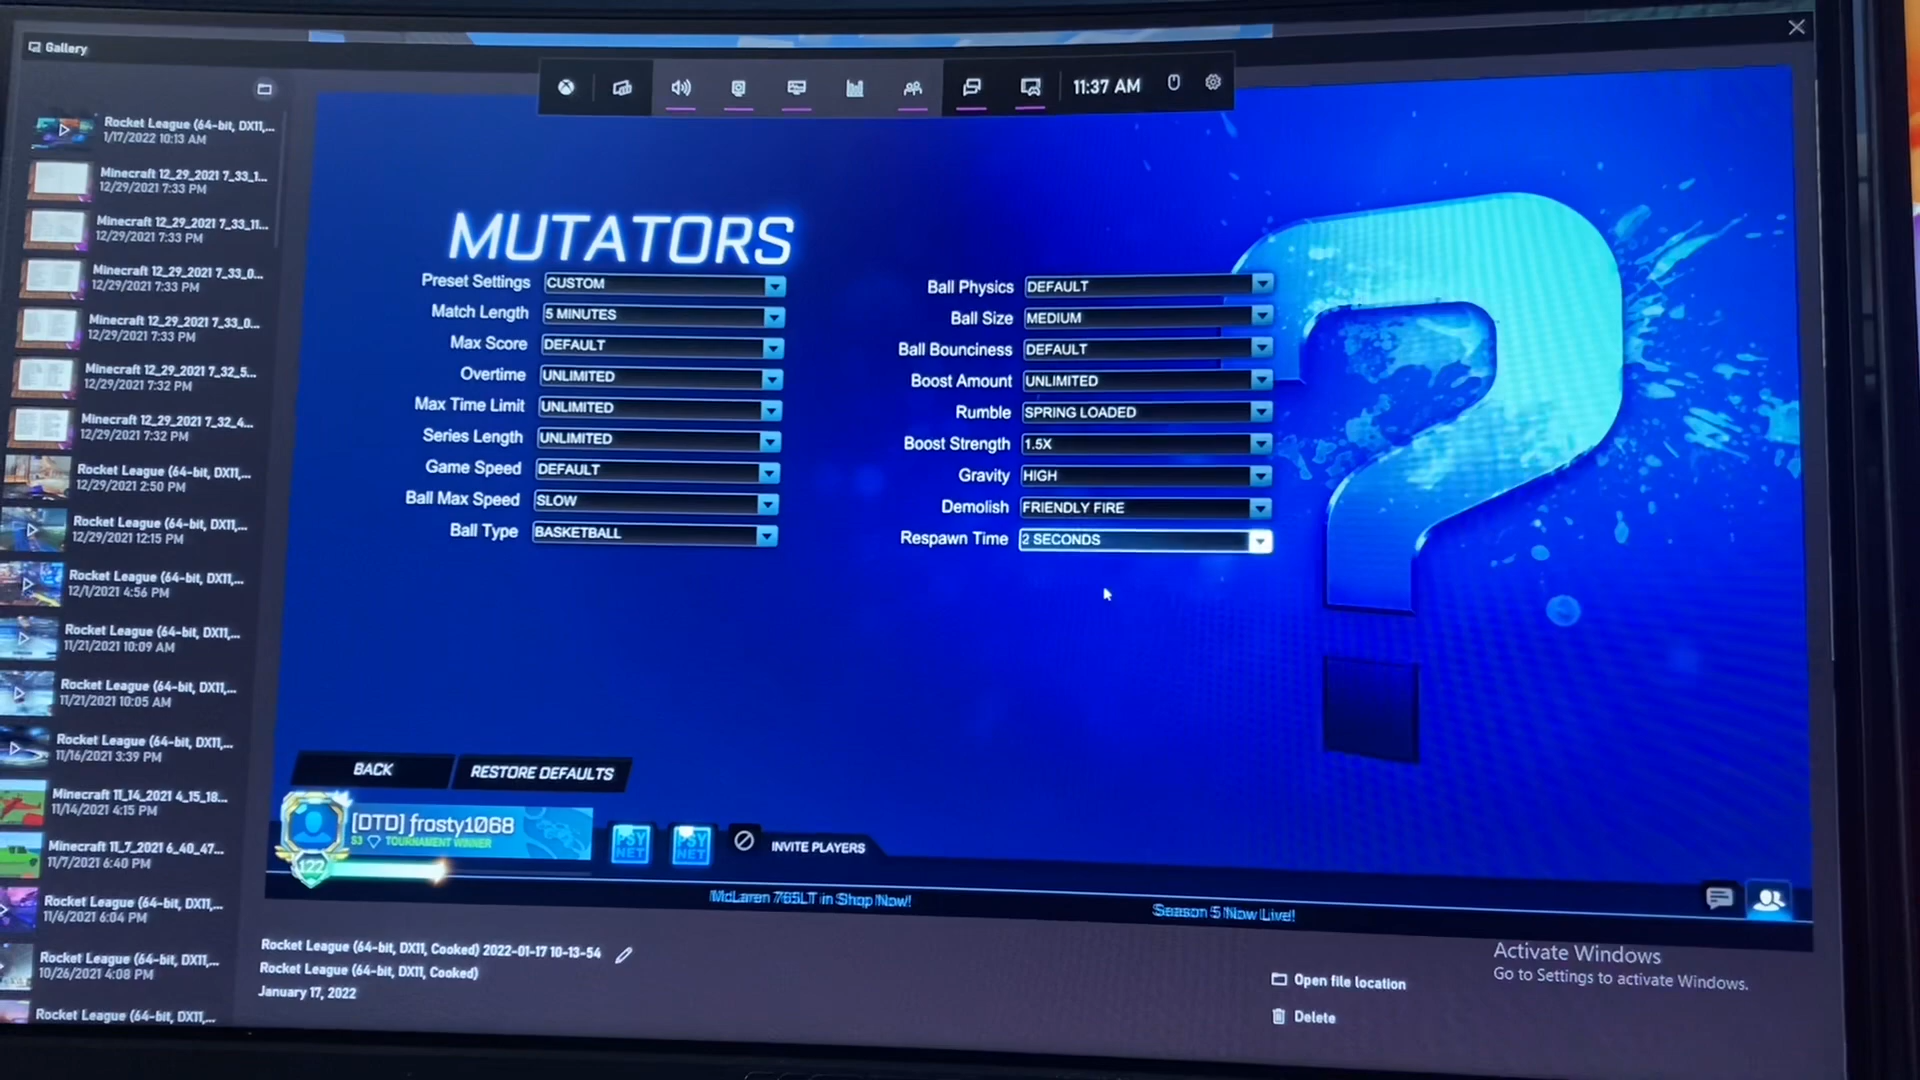 Gallery
11:37 AM
Rocket League (64-bit, DX11,...
1/17/2022 10:13 AM
Minecraft 12_29_2021 7_33_1...
12/29/2021 7:33 PM
Minecraft 12_29_2021 7_33_11...
12/29/2021 7:33 PM
Minecraft 12_29_2021 7_33_0...
12/29/2021 7:33 PM
Minecraft 12_29_2021 7_33_0...
12/29/2021 7:33 PM
Minecraft 12_29_2021 7_32_5...
12/29/2021 7:32 PM
Minecraft 12_29_2021 7_32_4...
12/29/2021 7:32 PM
Rocket League (64-bit, DX11,...
12/29/2021 2:50 PM
Rocket League (64-bit, DX11,...
12/29/2021 12:15 PM
Rocket League (64-bit, DX11,...
12/1/2021 4:56 PM
Rocket League (64-bit, DX11,...
11/21/2021 10:09 AM
Rocket League (64-bit, DX11,...
11/21/2021 10:05 AM
Rocket League (64-bit, DX11,...
11/16/2021 3:39 PM
Minecraft 11_14_2021 4_15_18...
11/14/2021 4:15 PM
Minecraft 11_7_2021 6_40_47...
11/7/2021 6:40 PM
Rocket League (64-bit, DX11,...
11/6/2021 6:04 PM
Rocket League (64-bit, DX11,...
10/26/2021 4:08 PM
Rocket League (64-bit, DX11,...
MUTATORS
Preset Settings CUSTOM
Match Length 5 MINUTES
Max Score DEFAULT
Overtime UNLIMITED
Max Time Limit UNLIMITED
Series Length UNLIMITED
Game Speed DEFAULT
Ball Max Speed SLOW
Ball Type BASKETBALL
Ball Physics DEFAULT
Ball Size MEDIUM
Ball Bounciness DEFAULT
Boost Amount UNLIMITED
Rumble SPRING LOADED
Boost Strength 1.5X
Gravity HIGH
Demolish FRIENDLY FIRE
Respawn Time 2 SECONDS
?
BACK RESTORE DEFAULTS
[DTD] frosty1068
S3 TOURNAMENT WINNER
122
PSY
NET
PSY
NET
INVITE PLAYERS
McLaren 765LT in Shop Now! Season 5 Now Live!
Rocket League (64-bit, DX11, Cooked) 2022-01-17 10-13-54
Rocket League (64-bit, DX11, Cooked)
January 17, 2022
Open file location
Delete
Activate Windows
Go to Settings to activate Windows.